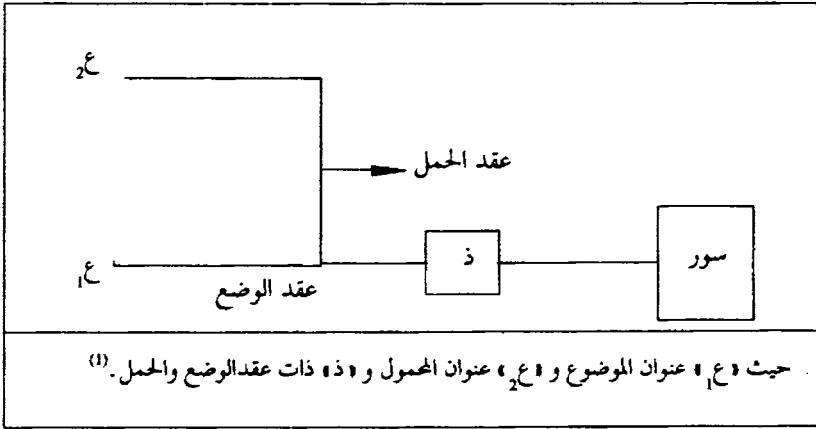 ع2
عقد الحمل
سور
ذ
ع1
عقد الوضع
حيث «ع1» عنوان الموضوع و «ع2» عنوان المحمول و «ذ» ذات عقدالوضع والحمل. (1)